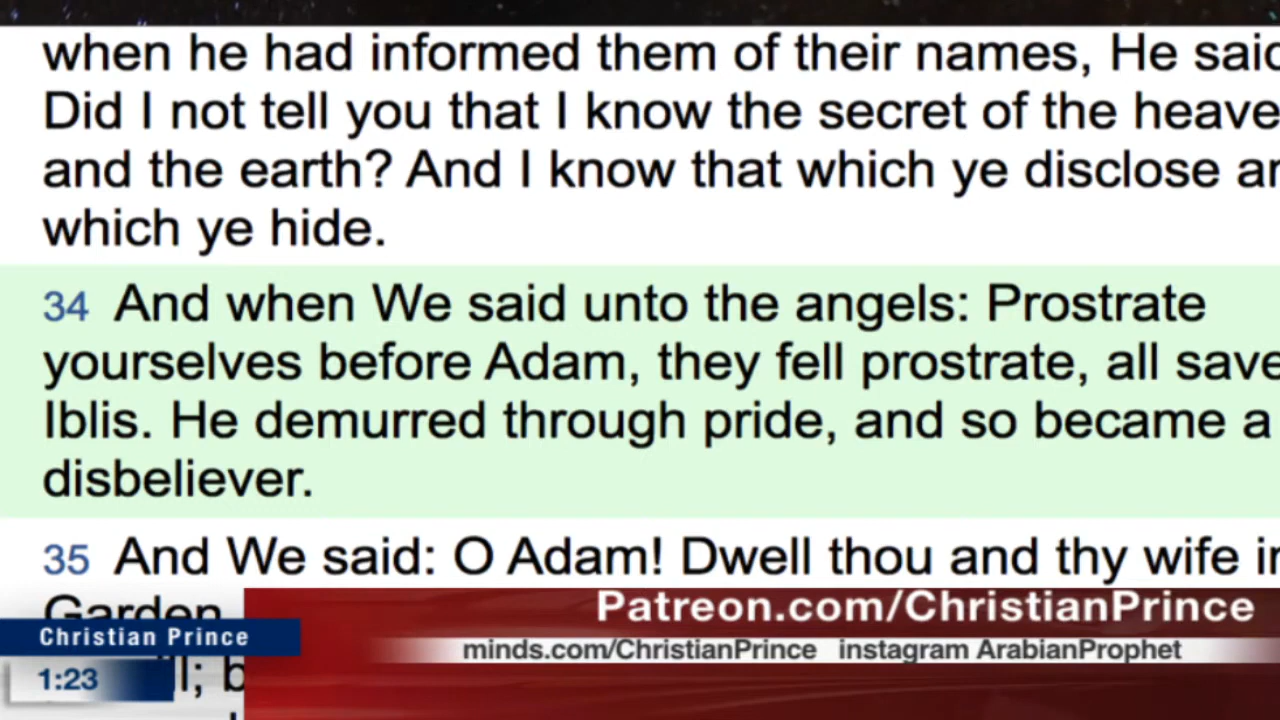 when he had informed them of their names, He said
Did I not tell you that I know the secret of the heave
and the earth? And I know that which ye disclose an
which ye hide.
34 And when We said unto the angels: Prostrate
yourselves before Adam, they fell prostrate, all save
Iblis. He demurred through pride, and so became a
disbeliever.
35 And We said: O Adam! Dwell thou and thy wife in
Garden
Patreon.com/ChristianPrince
Christian Prince
minds.com/ChristianPrince instagram ArabianProphet
1:23